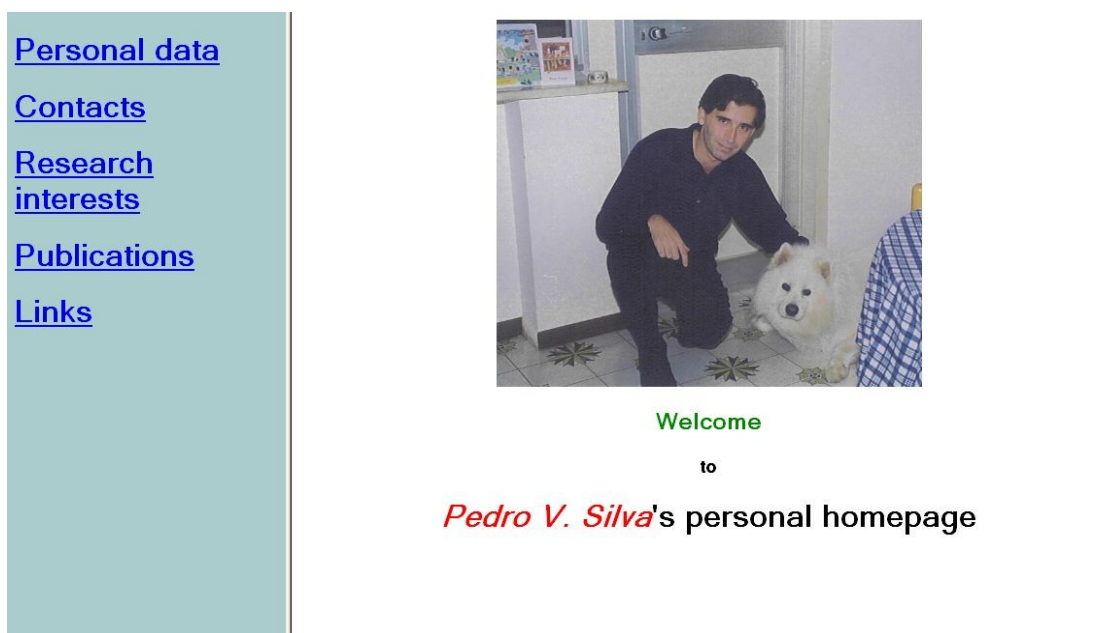 Personal data
Contacts
Research
interests
Publications
Links
Welcome
to
Pedro V. Silva's personal homepage